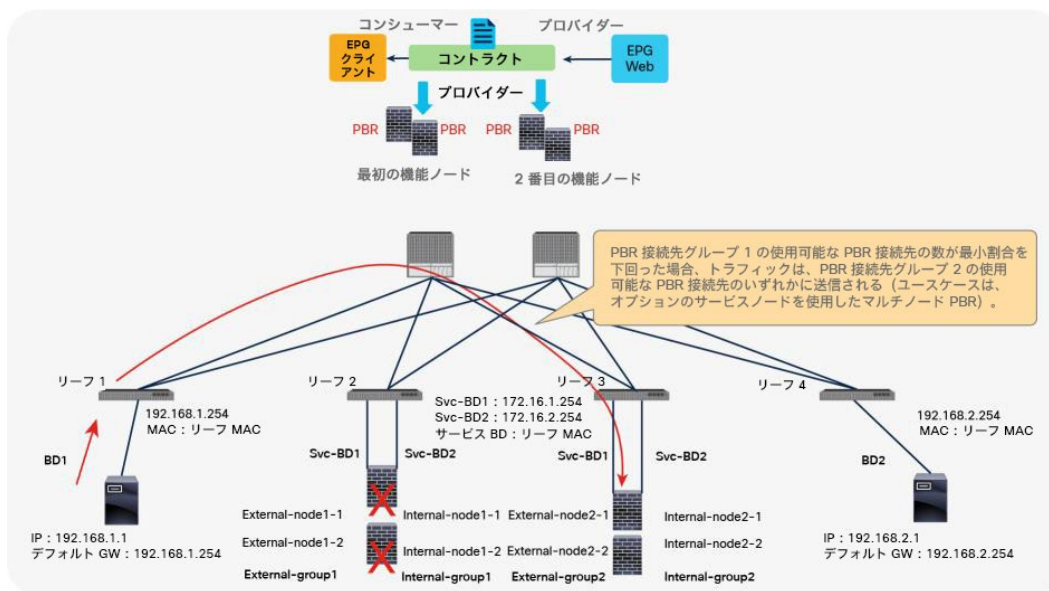 コンシューマー
プロバイダー
EPG
クライ
アント
コントラクト
EPG
Web
プロバイダー
PBR
PBR
PBR
PBR
最初の機能ノード
2 番目の機能ノード
PBR 接続先グループ 1 の使用可能な PBR 接続先の数が最小割合を
下回った場合、トラフィックは、PBR 接続先グループ 2 の使用
可能な PBR 接続先のいずれかに送信される（ユースケースは、
オプションのサービスノードを使用したマルチノード PBR）。
リーフ 1
リーフ 2
リーフ 3
リーフ 4
192.168.1.254
MAC：リーフ MAC
Svc-BD1：172.16.1.254
Svc-BD2：172.16.2.254
サービス BD：リーフ MAC
192.168.2.254
MAC：リーフ MAC
BD1
Svc-BD1
Svc-BD2
Svc-BD1
Svc-BD2
BD2
External-node1-1
Internal-node1-1
External-node2-1
Internal-node2-1
IP：192.168.1.1
デフォルト GW：192.168.1.254
External-node1-2
Internal-node1-2
External-node2-2
Internal-node2-2
IP：192.168.2.1
デフォルト GW：192.168.2.254
External-group1
Internal-group1
External-group2
Internal-group2